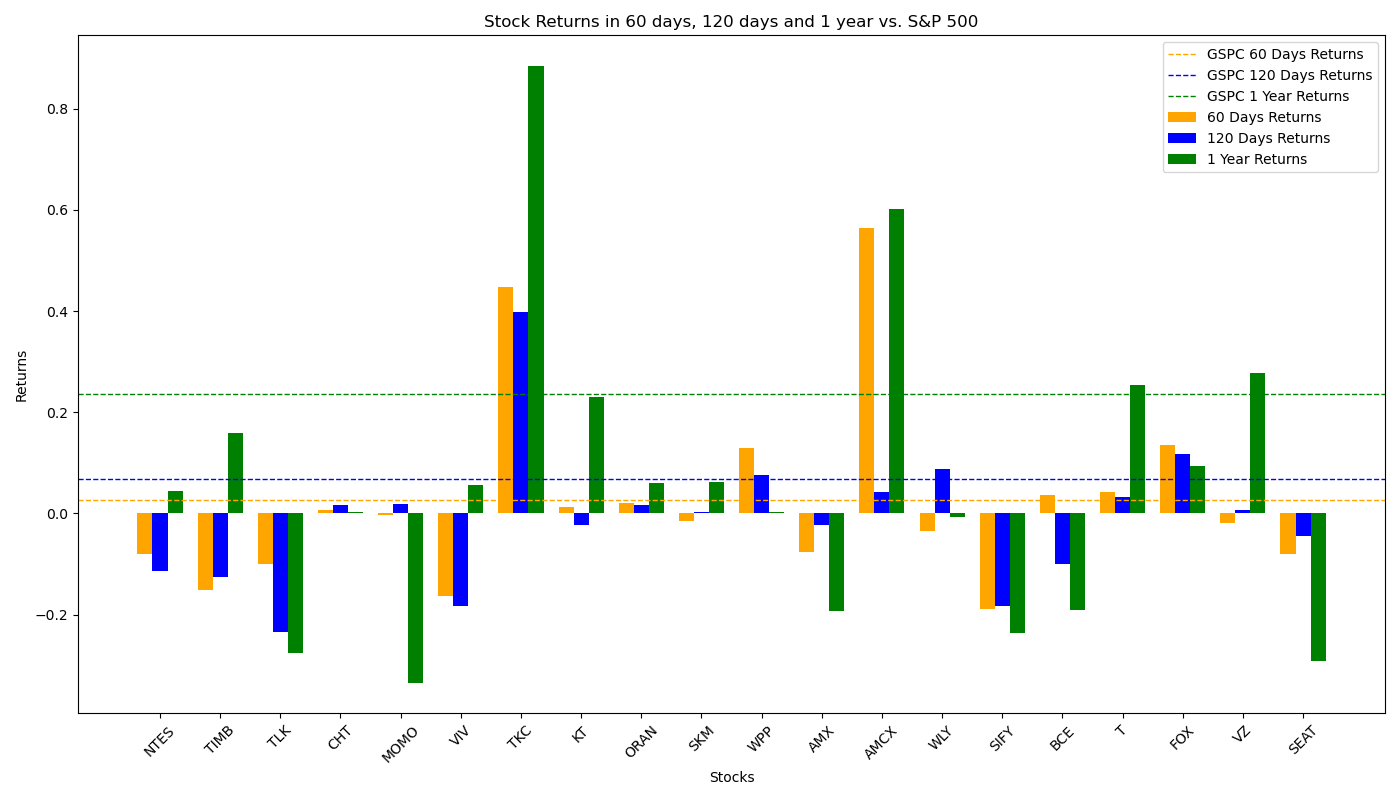 Stock Returns in 60 days, 120 days and 1 year vs. S&P 500
GSPC 60 Days Returns
GSPC 120 Days Returns
GSPC 1 Year Returns
60 Days Returns
120 Days Returns
1 Year Returns
Returns
0.8
0.6
0.4
0.2
0.0
−0.2
NTES
TIMB
TLK
CHT
MOMO
VIV
TKC
KT
ORAN
SKM
WPP
AMX
AMCX
WLY
SIFY
BCE
T
FOX
VZ
SEAT
Stocks